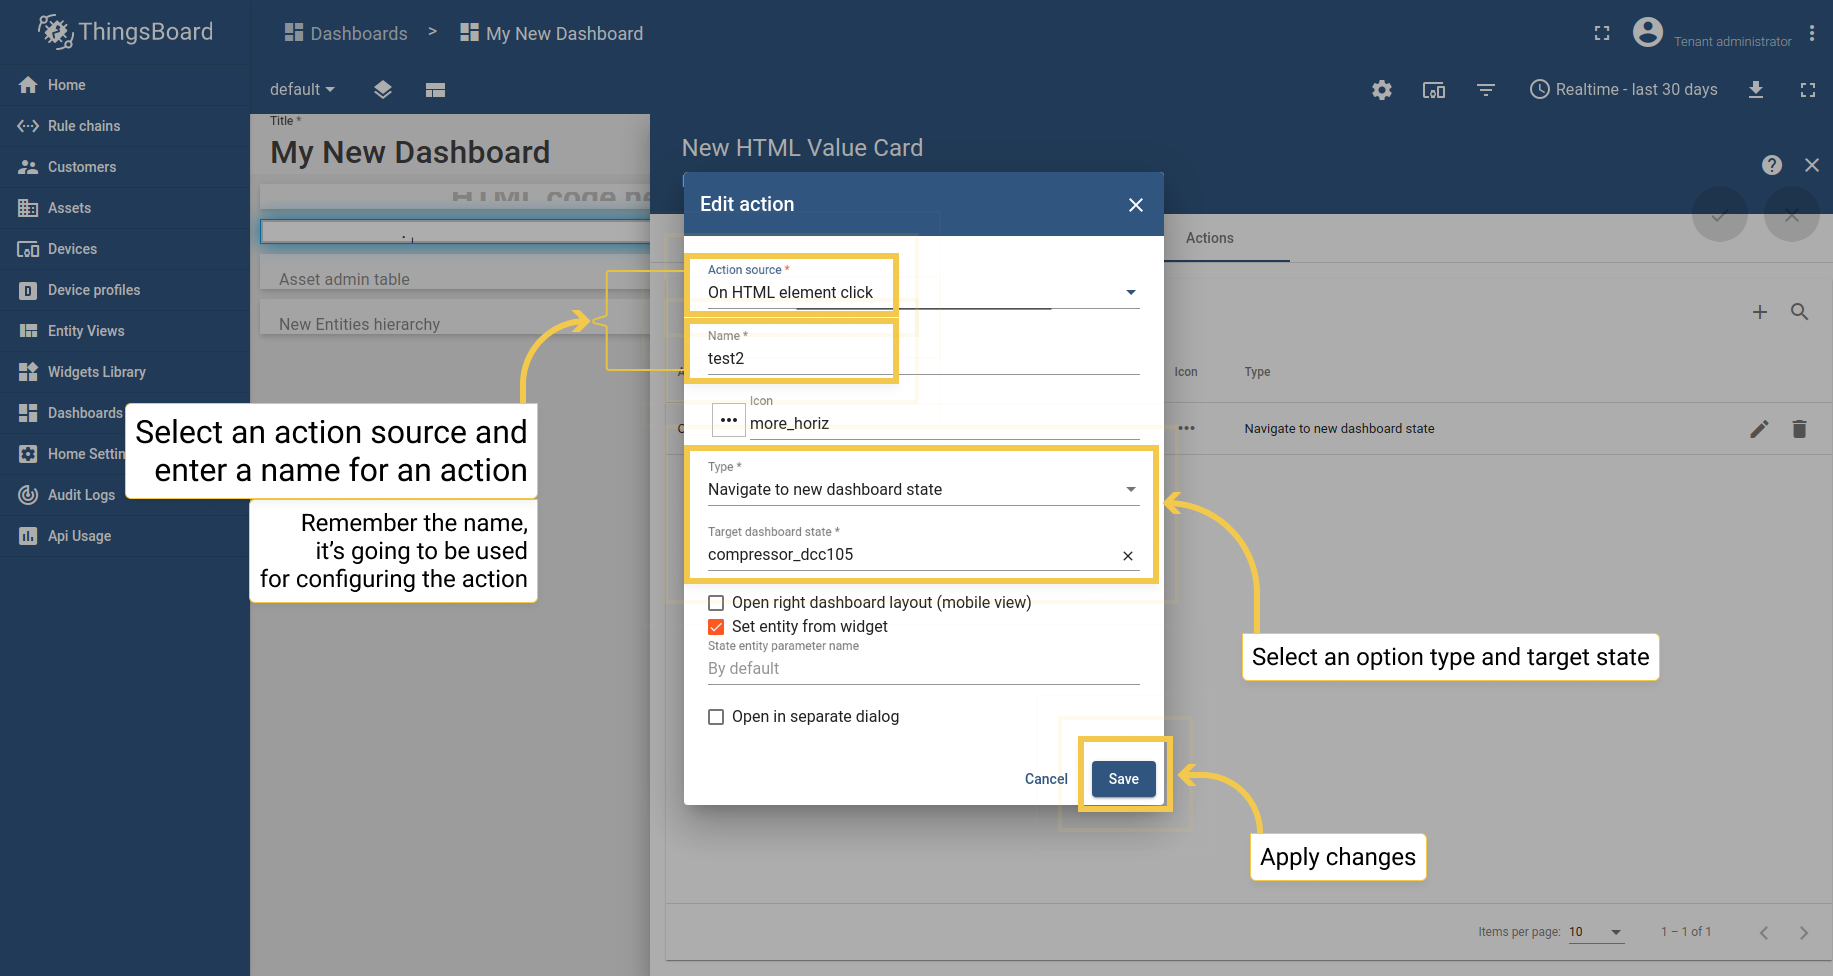 ThingsBoard
Dashboards > My New Dashboard
Tenant administrator
Home
Rule chains
Customers
Assets
Devices
Device profiles
Entity Views
Widgets Library
Dashboards
Home Settin
Audit Logs
Api Usage
default
Realtime - last 30 days
Title *
My New Dashboard
HTML code
Asset admin table
New Entities hierarchy
New HTML Value Card
Actions
Icon Type
Navigate to new dashboard state
Items per page: 10 1 – 1 of 1
Edit action
Action source *
On HTML element click
Name *
test2
Icon
more_horiz
Type *
Navigate to new dashboard state
Target dashboard state *
compressor_dcc105
Open right dashboard layout (mobile view)
Set entity from widget
State entity parameter name
By default
Open in separate dialog
Cancel Save
Select an action source and
enter a name for an action
Remember the name,
it’s going to be used
for configuring the action
Select an option type and target state
Apply changes